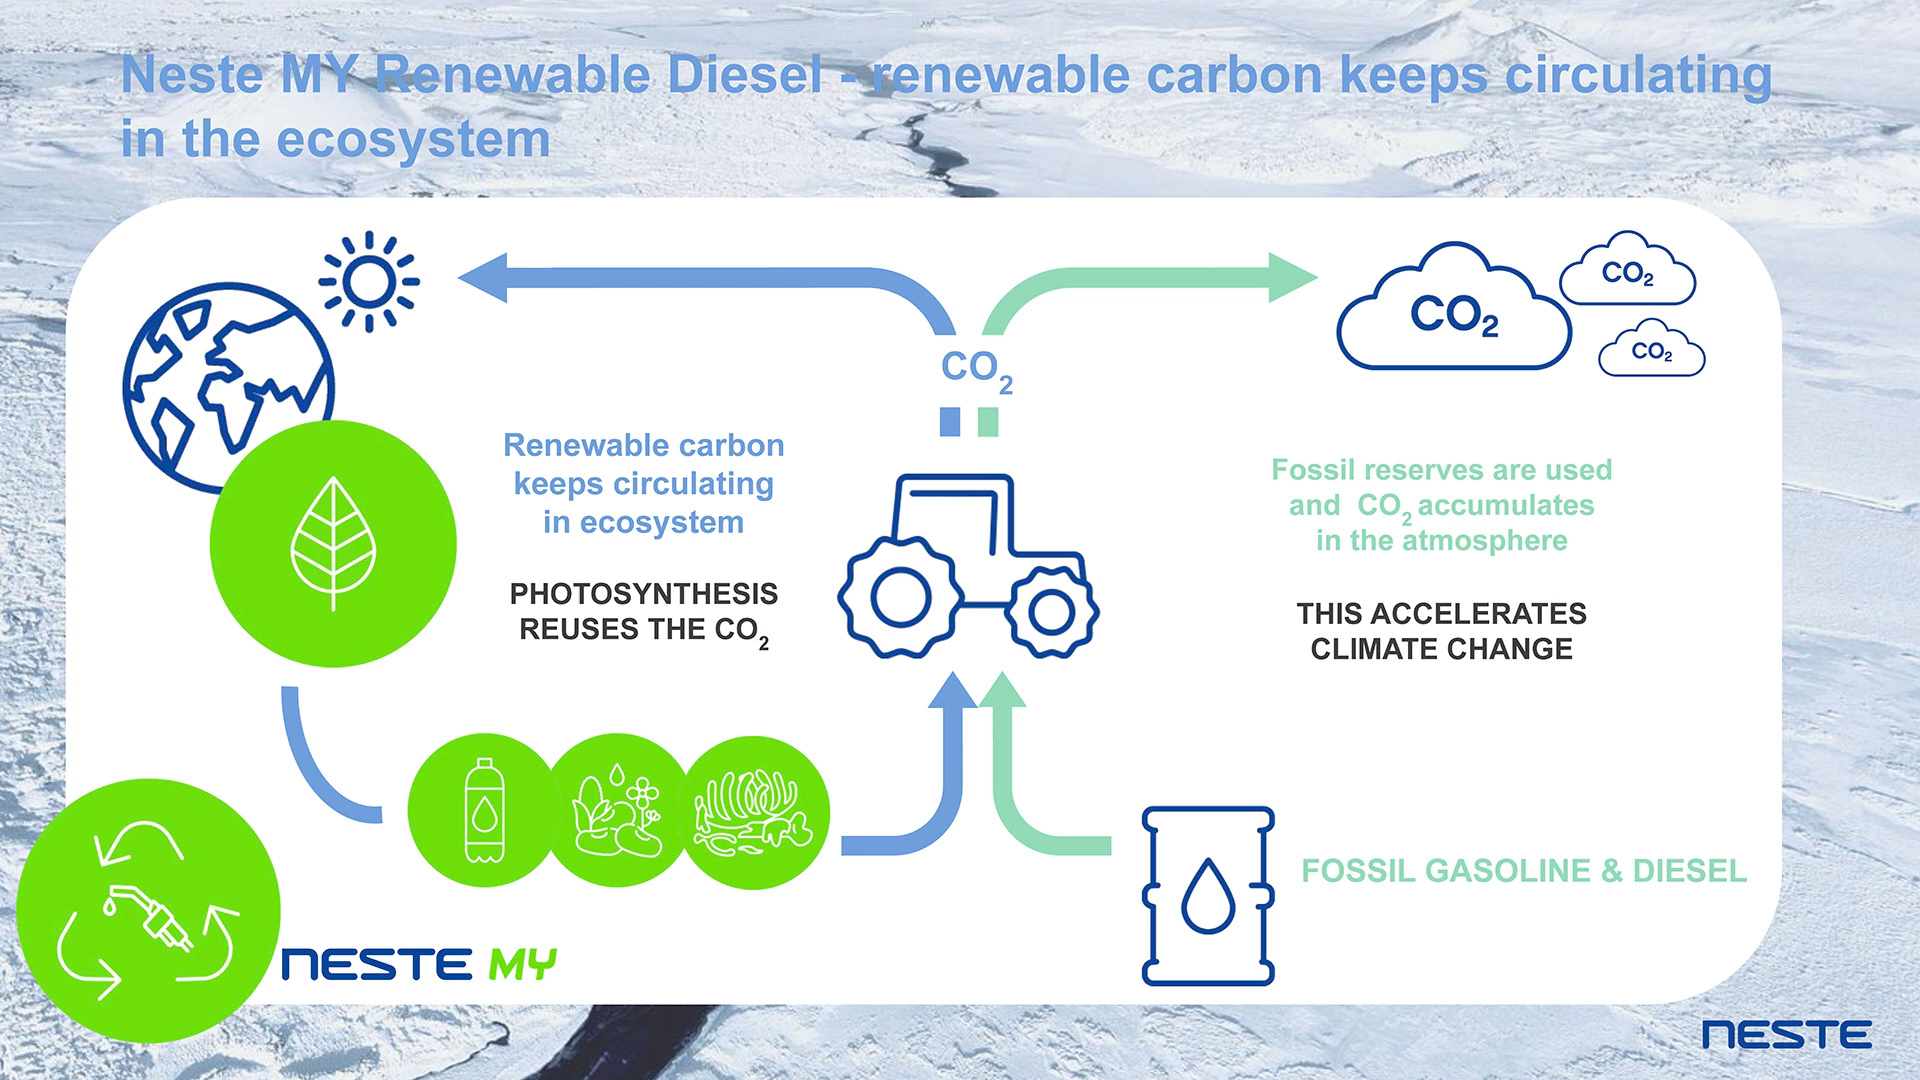 Neste MY Renewable Diesel - renewable carbon keeps circulating
in the ecosystem
CO₂
CO₂
CO₂
CO₂
Renewable carbon
keeps circulating
in ecosystem
PHOTOSYNTHESIS
REUSES THE CO₂
Fossil reserves are used
and CO₂ accumulates
in the atmosphere
THIS ACCELERATES
CLIMATE CHANGE
FOSSIL GASOLINE & DIESEL
NESTE MY
NESTE